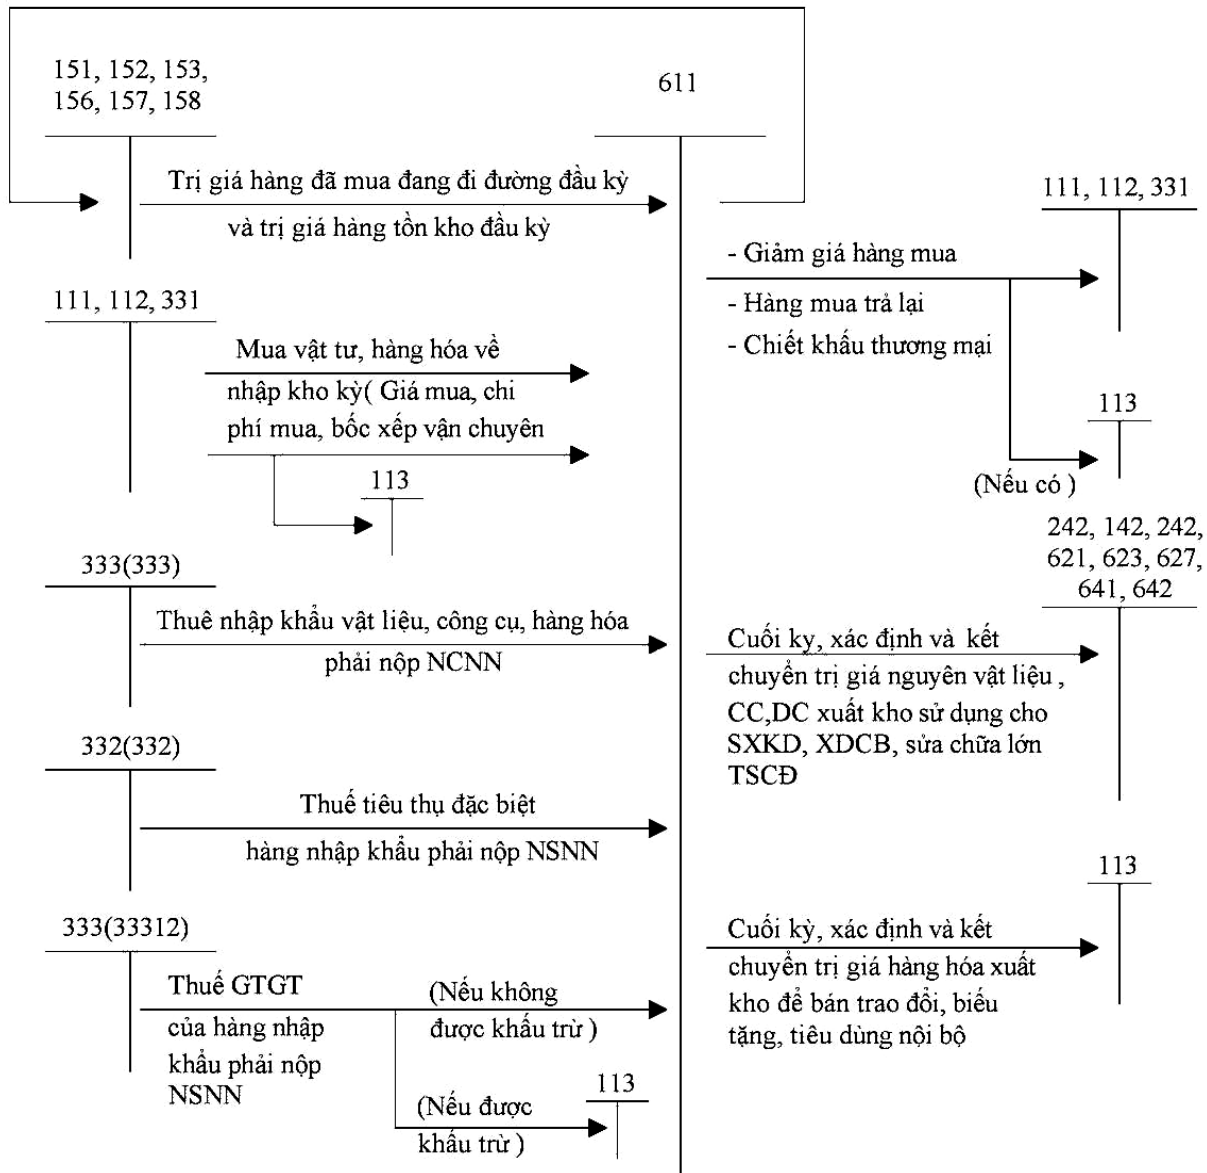 151, 152, 153,
156, 157, 158
611
Trị giá hàng đã mua đang đi đường đầu kỳ
và trị giá hàng tồn kho đầu kỳ
111, 112, 331
- Giảm giá hàng mua
- Hàng mua trả lại
- Chiết khấu thương mại
113
(Nếu có )
111, 112, 331
Mua vật tư, hàng hóa về
nhập kho kỳ( Giá mua, chi
phí mua, bốc xếp vận chuyên
113
333(333)
Thuê nhập khẩu vật liệu, công cụ, hàng hóa
phải nộp NCNN
242, 142, 242,
621, 623, 627,
641, 642
Cuối ky, xác định và kết
chuyển trị giá nguyên vật liệu ,
CC,DC xuất kho sử dụng cho
SXKD, XDCB, sửa chữa lớn
TSCĐ
332(332)
Thuế tiêu thụ đặc biệt
hàng nhập khẩu phải nộp NSNN
113
Cuối kỳ, xác định và kết
chuyển trị giá hàng hóa xuất
kho để bán trao đổi, biếu
tặng, tiêu dùng nội bộ
333(33312)
Thuế GTGT
của hàng nhập
khẩu phải nộp
NSNN
(Nếu không
được khấu trừ )
(Nếu được
khấu trừ )
113